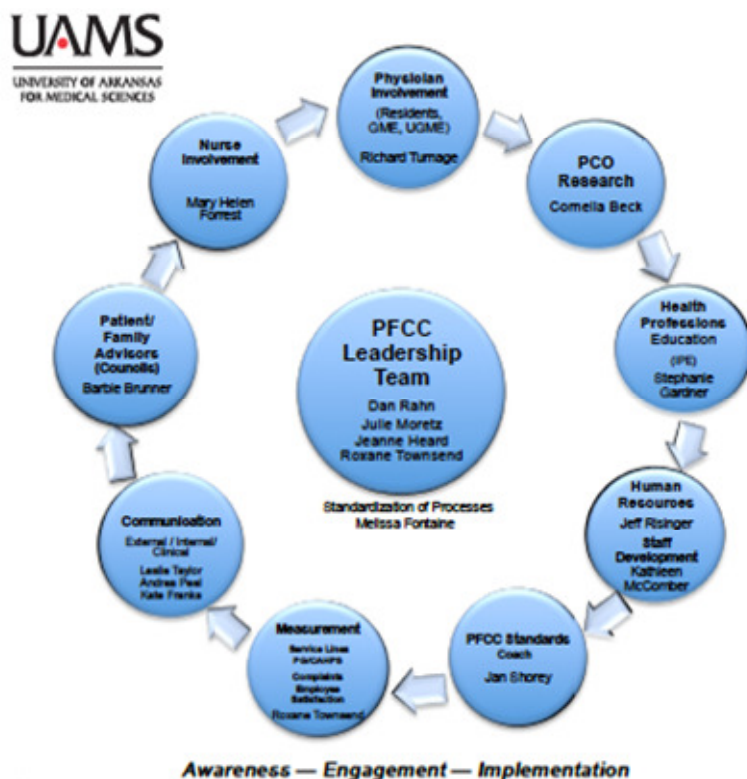 UAMS
UNIVERSITY OF ARKANSAS
FOR MEDICAL SCIENCES
Physician
Involvement
(Residents,
GME, UGME)
Richard Turnage
PCO
Research
Cornelia Beck
Health
Professions
Education
(IPE)
Stephanie
Gardner
Human
Resources
Jeff Risinger
Staff
Development
Kathleen
McComber
PFCC Standards
Coach
Jan Shorey
Measurement
Service Lines
PG/CAHPS
Complaints
Employee
Satisfaction
Roxane Townsend
Communication
External / Internal/
Clinical
Leslie Taylor
Andrea Peel
Kate Franks
Patient/
Family
Advisors
(Councils)
Barbie Brunner
Nurse
Involvement
Mary Helen
Forrest
PFCC
Leadership
Team
Dan Rahn
Julie Moretz
Jeanne Heard
Roxane Townsend
Standardization of Processes
Melissa Fontaine
Awareness — Engagement — Implementation